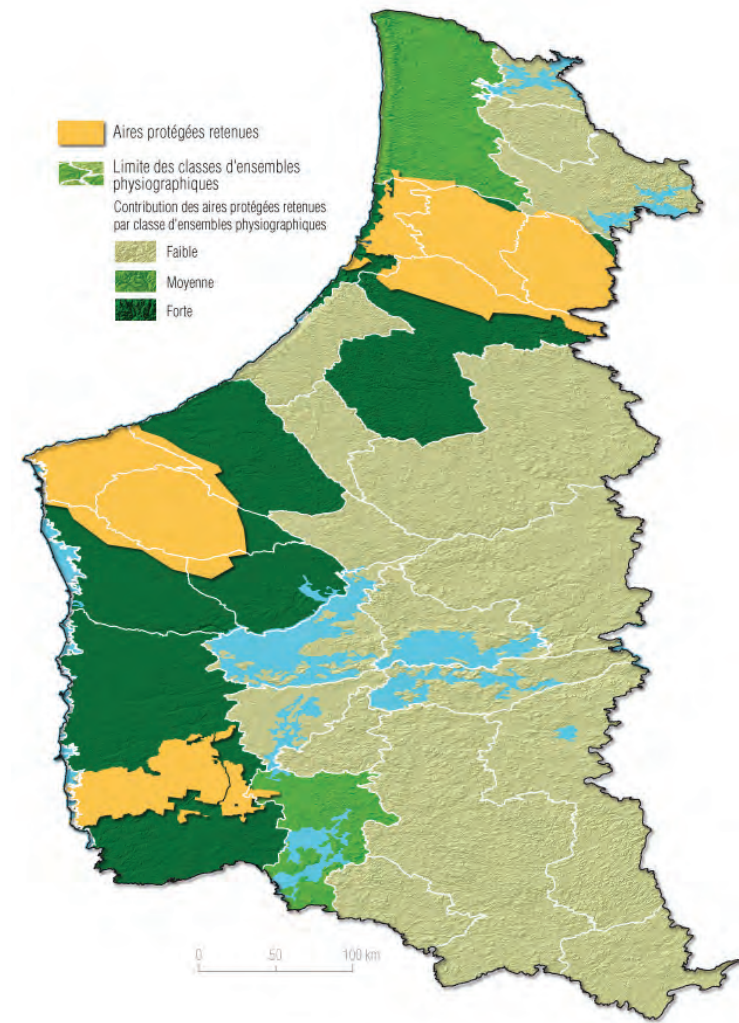 Aires protégées retenues
Limite des classes d'ensembles
physiographiques
Contribution des aires protégées retenues
par classe d'ensembles physiographiques
Faible
Moyenne
Forte
0 50 100 km